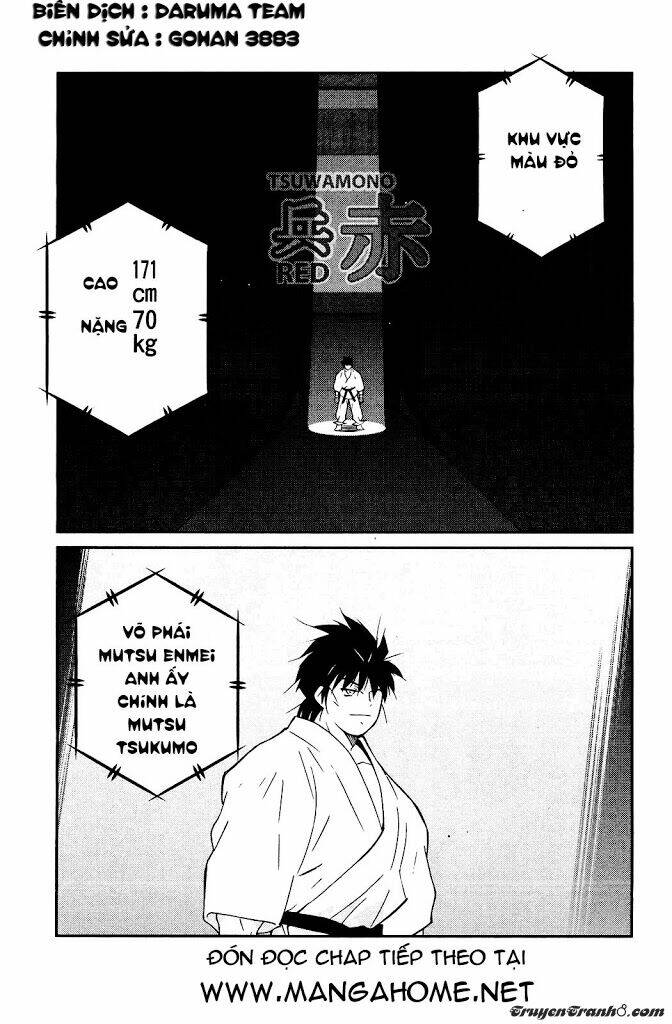 BIÊN DỊCH : DARUMA TEAM
CHỈNH SỬA : GOHAN 3883
KHU VỰC
MÀU ĐỎ
TSUWAMONO
兵 赤
RED
CAO 171
cm
NẶNG 70
kg
VÕ PHÁI
MUTSU ENMEI
ANH ẤY
CHÍNH LÀ
MUTSU
TSUKUMO
ĐÓN ĐỌC CHAP TIẾP THEO TẠI
WWW.MANGAHOME.NET
TruyenTranh8.com